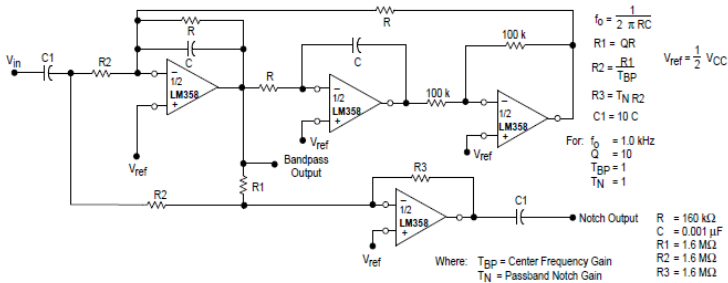 R
C
V_in
C1
R2
1/2
LM358
V_ref
R
C
1/2
LM358
V_ref
R
100 k
100 k
1/2
LM358
V_ref
Bandpass
Output
R1
R2
R3
1/2
LM358
V_ref
C1
Notch Output
f_o = 1 / 2 π RC
R1 = QR
R2 = R1 / T_BP
R3 = T_N R2
C1 = 10 C
V_ref = 1/2 V_CC
For: f_o = 1.0 kHz
Q = 10
T_BP = 1
T_N = 1
R = 160 kΩ
C = 0.001 µF
R1 = 1.6 MΩ
R2 = 1.6 MΩ
R3 = 1.6 MΩ
Where: T_BP = Center Frequency Gain
T_N = Passband Notch Gain